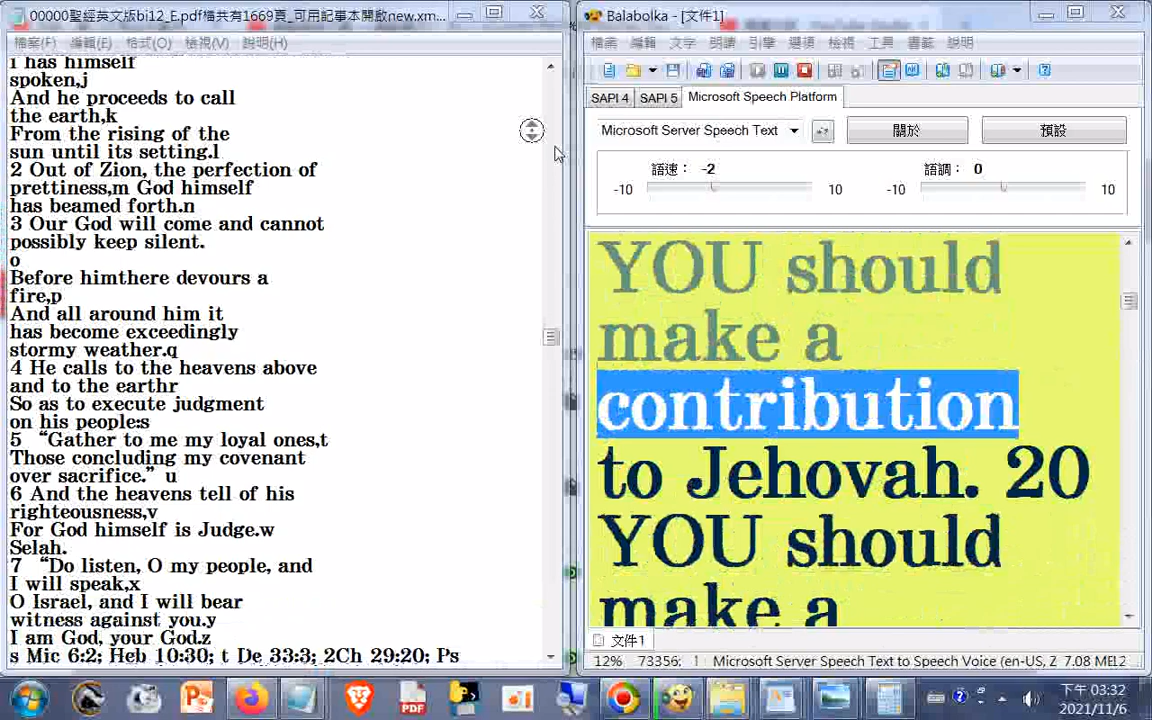 00000聖經英文版bi12_E.pdf檔共有1669頁_可用記事本開啟new.xm...
檔案(F) 編輯(E) 格式(O) 檢視(V) 說明(H)
i has himself
spoken,j
And he proceeds to call
the earth,k
From the rising of the
sun until its setting.l
2 Out of Zion, the perfection of
prettiness,m God himself
has beamed forth.n
3 Our God will come and cannot
possibly keep silent.
o
Before himthere devours a
fire,p
And all around him it
has become exceedingly
stormy weather.q
4 He calls to the heavens above
and to the earthr
So as to execute judgment
on his people:s
5 “Gather to me my loyal ones,t
Those concluding my covenant
over sacrifice.” u
6 And the heavens tell of his
righteousness,v
For God himself is Judge.w
Selah.
7 “Do listen, O my people, and
I will speak,x
O Israel, and I will bear
witness against you.y
I am God, your God.z
s Mic 6:2; Heb 10:30; t De 33:3; 2Ch 29:20; Ps
Balabolka - [文件1]
檔案 編輯 文字 朗讀 引擎 選項 檢視 工具 書籤 說明
SAPI 4 SAPI 5 Microsoft Speech Platform
Microsoft Server Speech Text 關於 預設
語速： -2 語調： 0
-10 10 -10 10
YOU should
make a
contribution
to Jehovah. 20
YOU should
make a
文件1
12% 73356: 1 Microsoft Server Speech Text to Speech Voice (en-US, Z 7.08 ME12
PDF
下午 03:32
2021/11/6